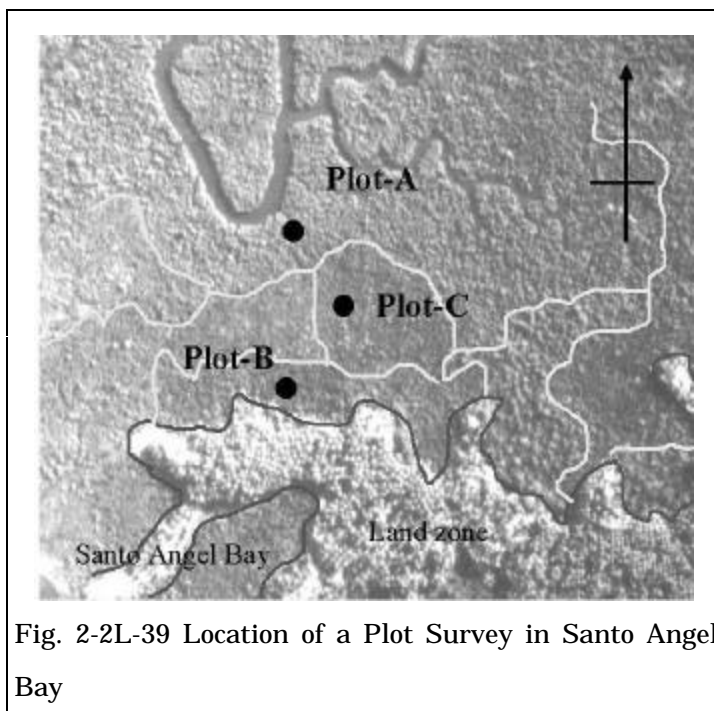 Plot-A
Plot-C
Plot-B
Land zone
Santo Angel Bay
Fig. 2-2L-39 Location of a Plot Survey in Santo Angel
Bay